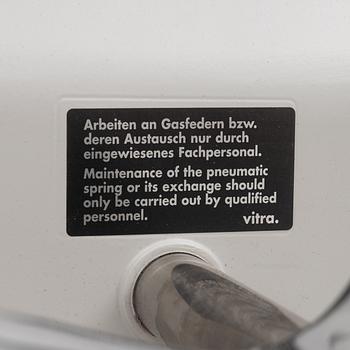 Arbeiten an Gasfedern bzw.
deren Austausch nur durch
eingewiesenes Fachpersonal.
Maintenance of the pneumatic
spring or its exchange should
only be carried out by qualified
personnel.
vitra.